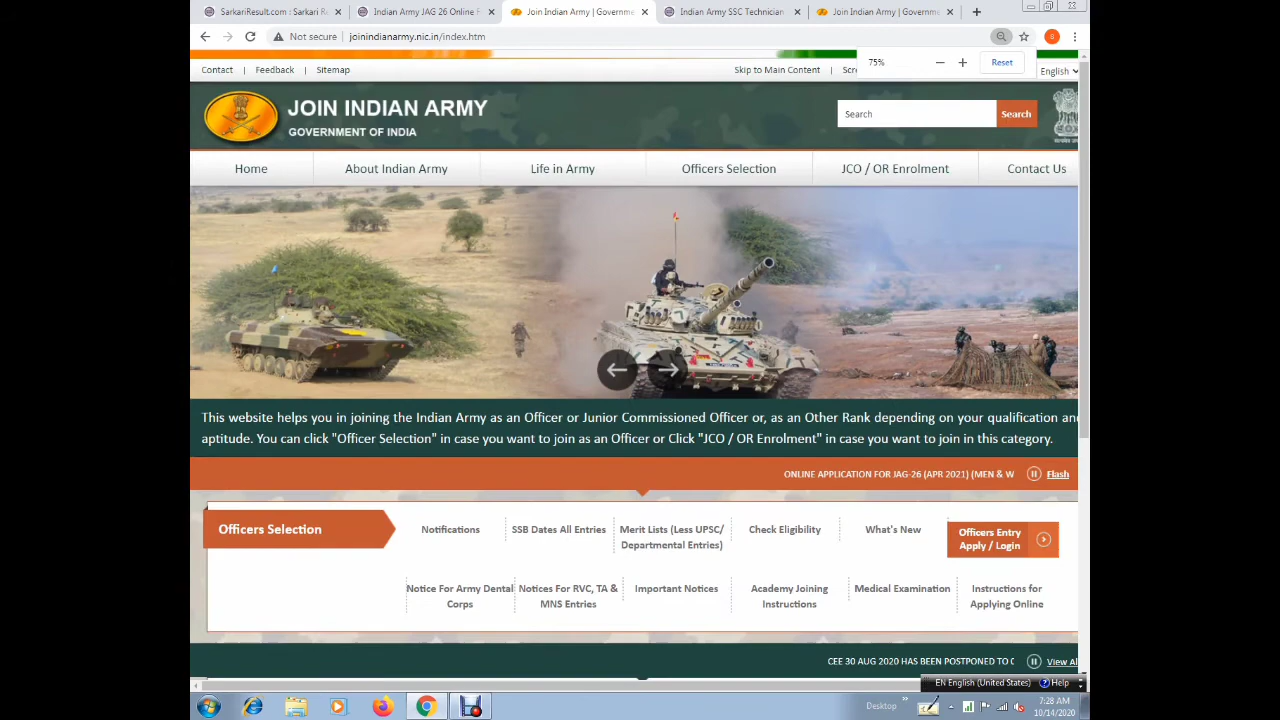 SarkariResult.com : Sarkari R
Indian Army JAG 26 Online F
Join Indian Army | Governme
Indian Army SSC Technician
Join Indian Army | Governme
Not secure | joinindianarmy.nic.in/index.htm
75%
Reset
Contact | Feedback | Sitemap
Skip to Main Content | Scre
English
JOIN INDIAN ARMY
GOVERNMENT OF INDIA
Search
Search
Home
About Indian Army
Life in Army
Officers Selection
JCO / OR Enrolment
Contact Us
This website helps you in joining the Indian Army as an Officer or Junior Commissioned Officer or, as an Other Rank depending on your qualification and
aptitude. You can click "Officer Selection" in case you want to join as an Officer or Click "JCO / OR Enrolment" in case you want to join in this category.
ONLINE APPLICATION FOR JAG-26 (APR 2021) (MEN & W
Flash
Officers Selection
Notifications
SSB Dates All Entries
Merit Lists (Less UPSC/
Departmental Entries)
Check Eligibility
What's New
Officers Entry
Apply / Login
Notice For Army Dental
Corps
Notices For RVC, TA &
MNS Entries
Important Notices
Academy Joining
Instructions
Medical Examination
Instructions for
Applying Online
CEE 30 AUG 2020 HAS BEEN POSTPONED TO
View Al
EN English (United States)
Help
Desktop
7:28 AM
10/14/2020